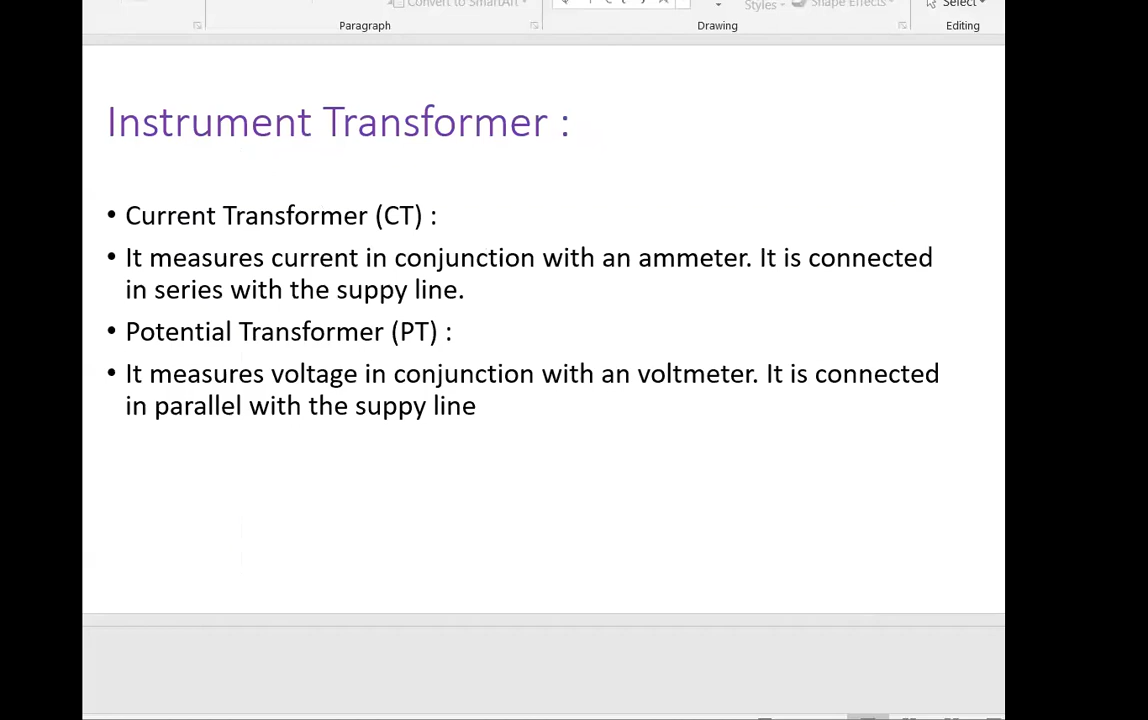 Convert to SmartArt
Styles
Shape Effects
Select
Paragraph
Drawing
Editing
Instrument Transformer :
• Current Transformer (CT) :
• It measures current in conjunction with an ammeter. It is connected
in series with the suppy line.
• Potential Transformer (PT) :
• It measures voltage in conjunction with an voltmeter. It is connected
in parallel with the suppy line